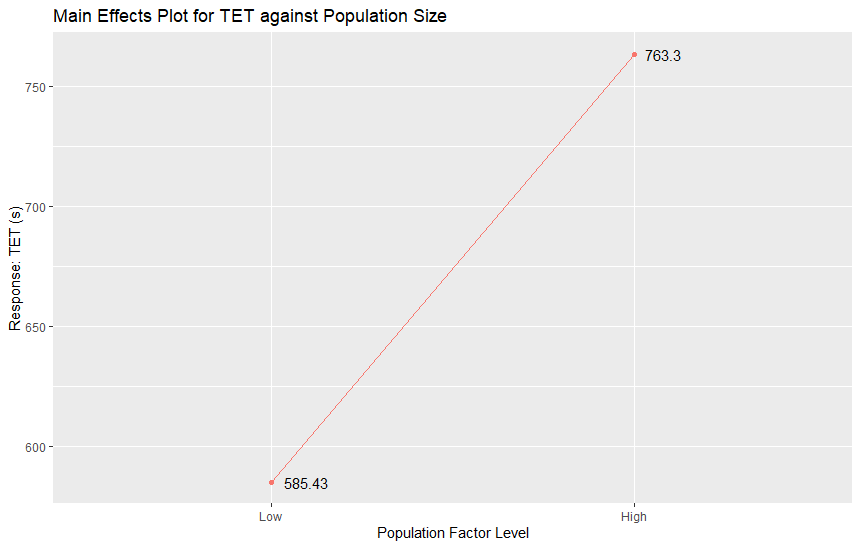 Main Effects Plot for TET against Population Size
Response: TET (s)
750
700
650
600
763.3
585.43
Low
High
Population Factor Level